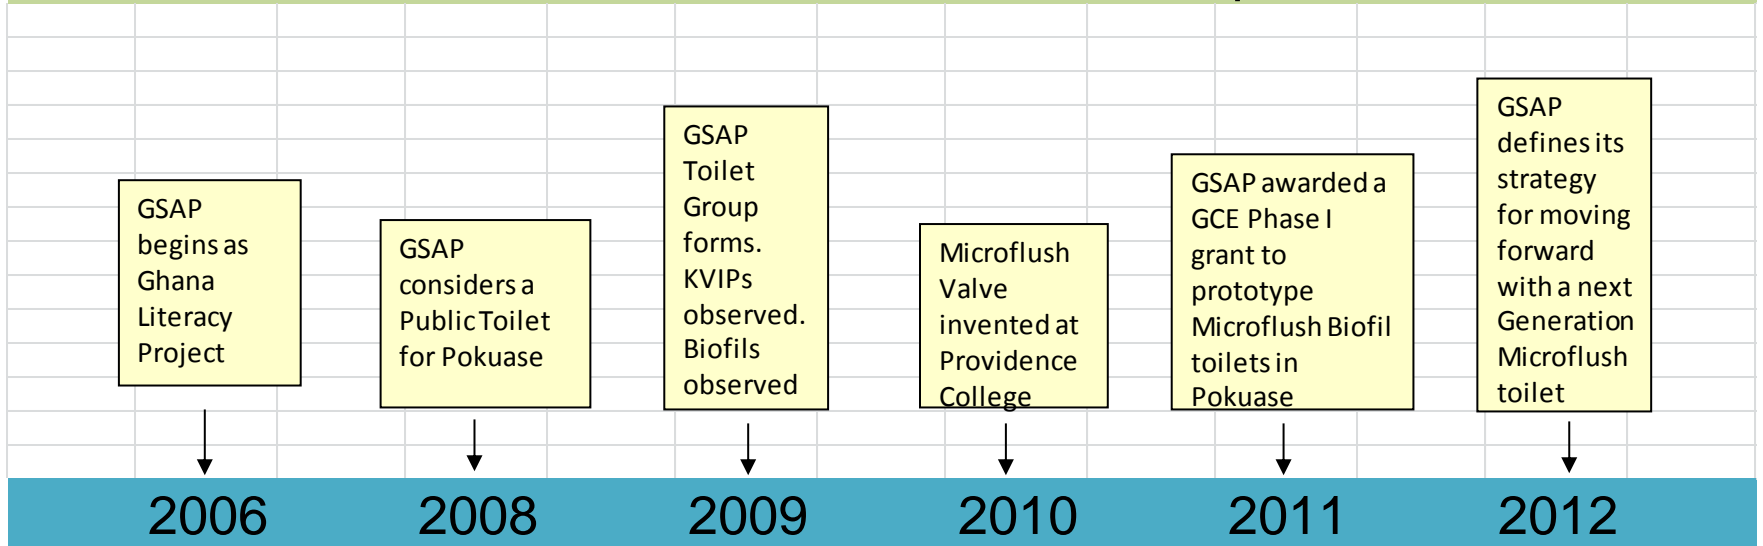 GSAP
begins as
Ghana
Literacy
Project
GSAP
considers a
Public Toilet
for Pokuase
GSAP
Toilet
Group
forms.
KVIPs
observed.
Biofils
observed
Microflush
Valve
invented at
Providence
College
GSAP awarded a
GCE Phase I
grant to
prototype
Microflush Biofil
toilets in
Pokuase
GSAP
defines its
strategy
for moving
forward
with a next
Generation
Microflush
toilet
2006 2008 2009 2010 2011 2012